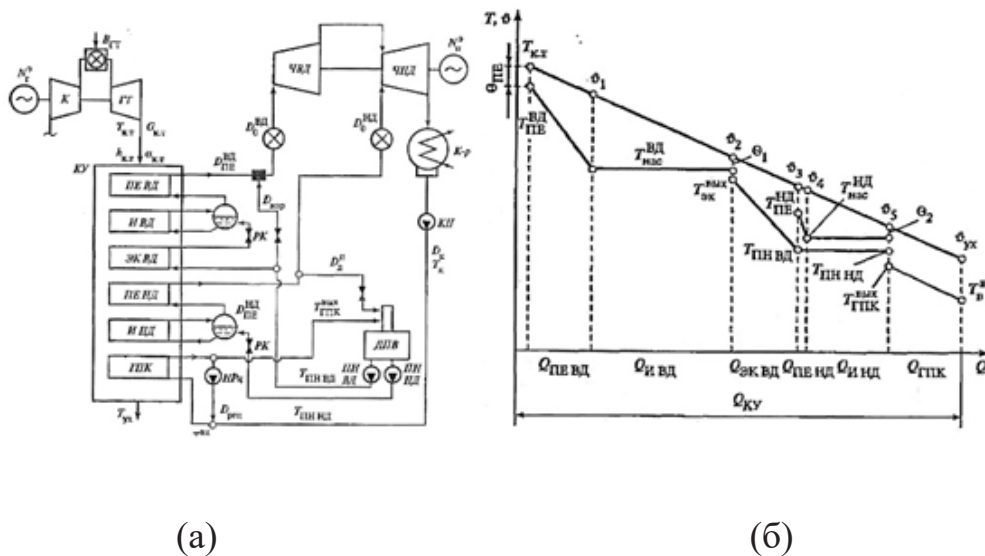 N_г^э
B_ГТ
К
ГТ
T_к.т
G_к.т
h_к.т
α_к.т
КУ
ПЕ ВД
И ВД
ЭК ВД
ПЕ НД
И НД
ГПК
T_ух
D_ПЕ^ВД
РК
D_ПЕ^НД
РК
НРц
D_рец
T_ПН ВД
T_ПН НД
T_ГПК^вых
D_0^ВД
D_0^НД
ЧВД
ЧНД
К-р
КН
D_к
T_к
ДПВ
ПН ВД
ПН НД
(а)
T, ϑ
Θ_ПЕ
T_к.т
T_ПЕ^ВД
ϑ_1
T_нас^ВД
ϑ_2
Θ_1
T_эк^вых
ϑ_3
ϑ_4
T_ПЕ^НД
T_нас^НД
ϑ_5
Θ_2
ϑ_ух
T_ПН ВД
T_ПН НД
T_ГПК^вых
Q_ПЕ ВД
Q_И ВД
Q_ЭК ВД
Q_ПЕ НД
Q_И НД
Q_ГПК
Q
Q_КУ
(б)